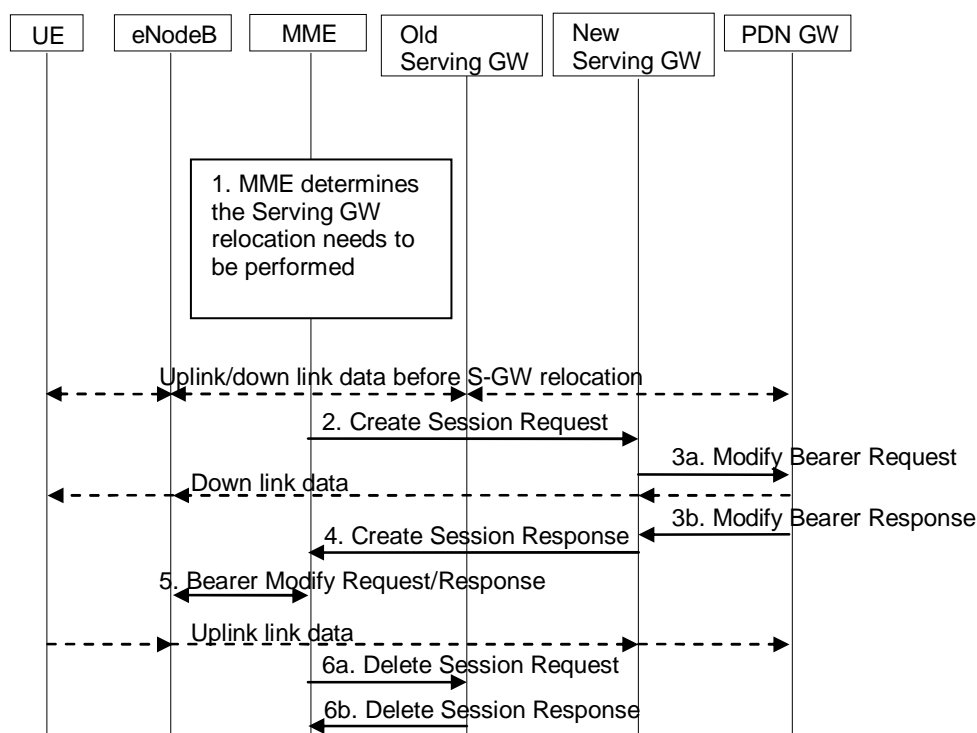 UE
eNodeB
MME
Old
Serving GW
New
Serving GW
PDN GW
1. MME determines
the Serving GW
relocation needs to
be performed
Uplink/down link data before S-GW relocation
2. Create Session Request
3a. Modify Bearer Request
Down link data
3b. Modify Bearer Response
4. Create Session Response
5. Bearer Modify Request/Response
Uplink link data
6a. Delete Session Request
6b. Delete Session Response